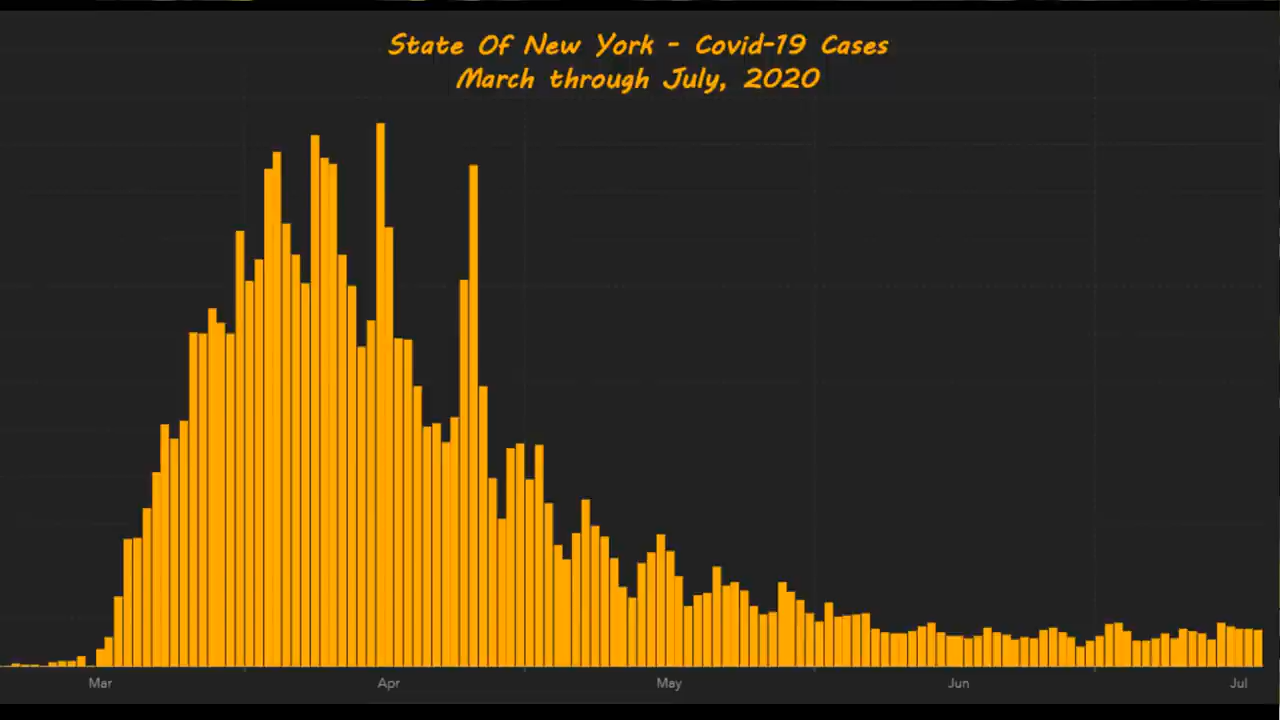 State Of New York - Covid-19 Cases
March through July, 2020
Mar Apr May Jun Jul